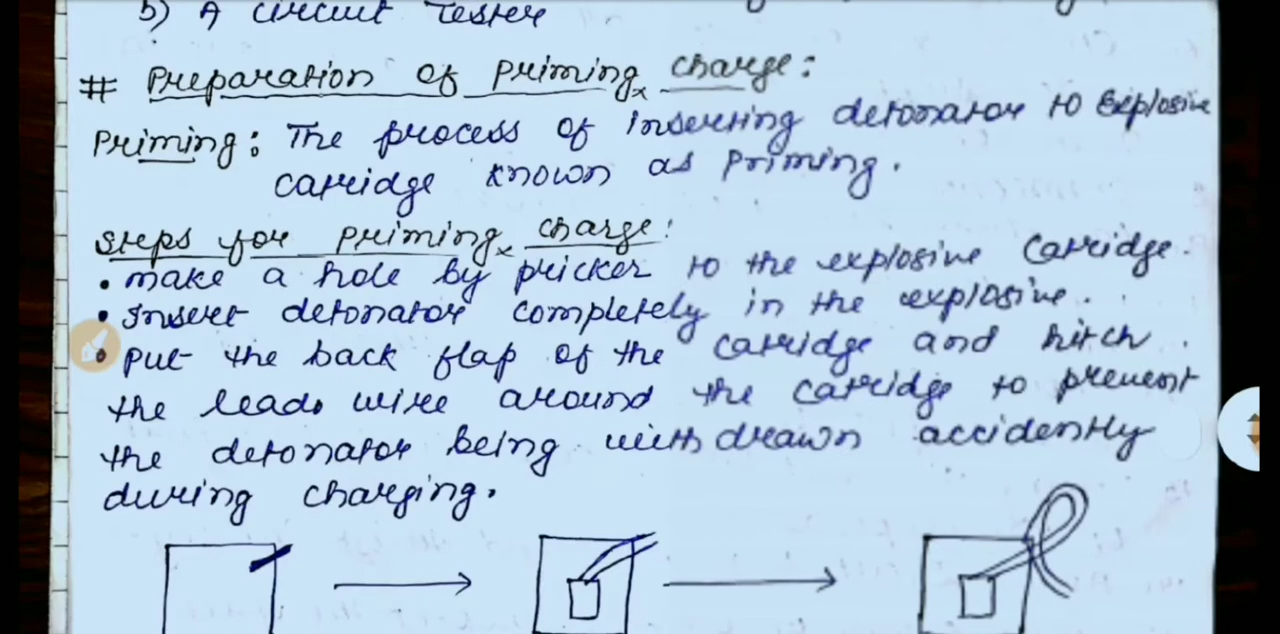 5) A circuit Tester
# Preparation of priming charge:
Priming: The process of inserting detonator to Explosive
carridge known as priming.
Steps for priming charge:
• make a hole by pricker to the explosive Carridge.
• Insert detonator completely in the explosive.
• put the back flap of the carridge and hitch.
the leads wire around the carridge to prevent
the detonator being withdrawn accidently
during charging.